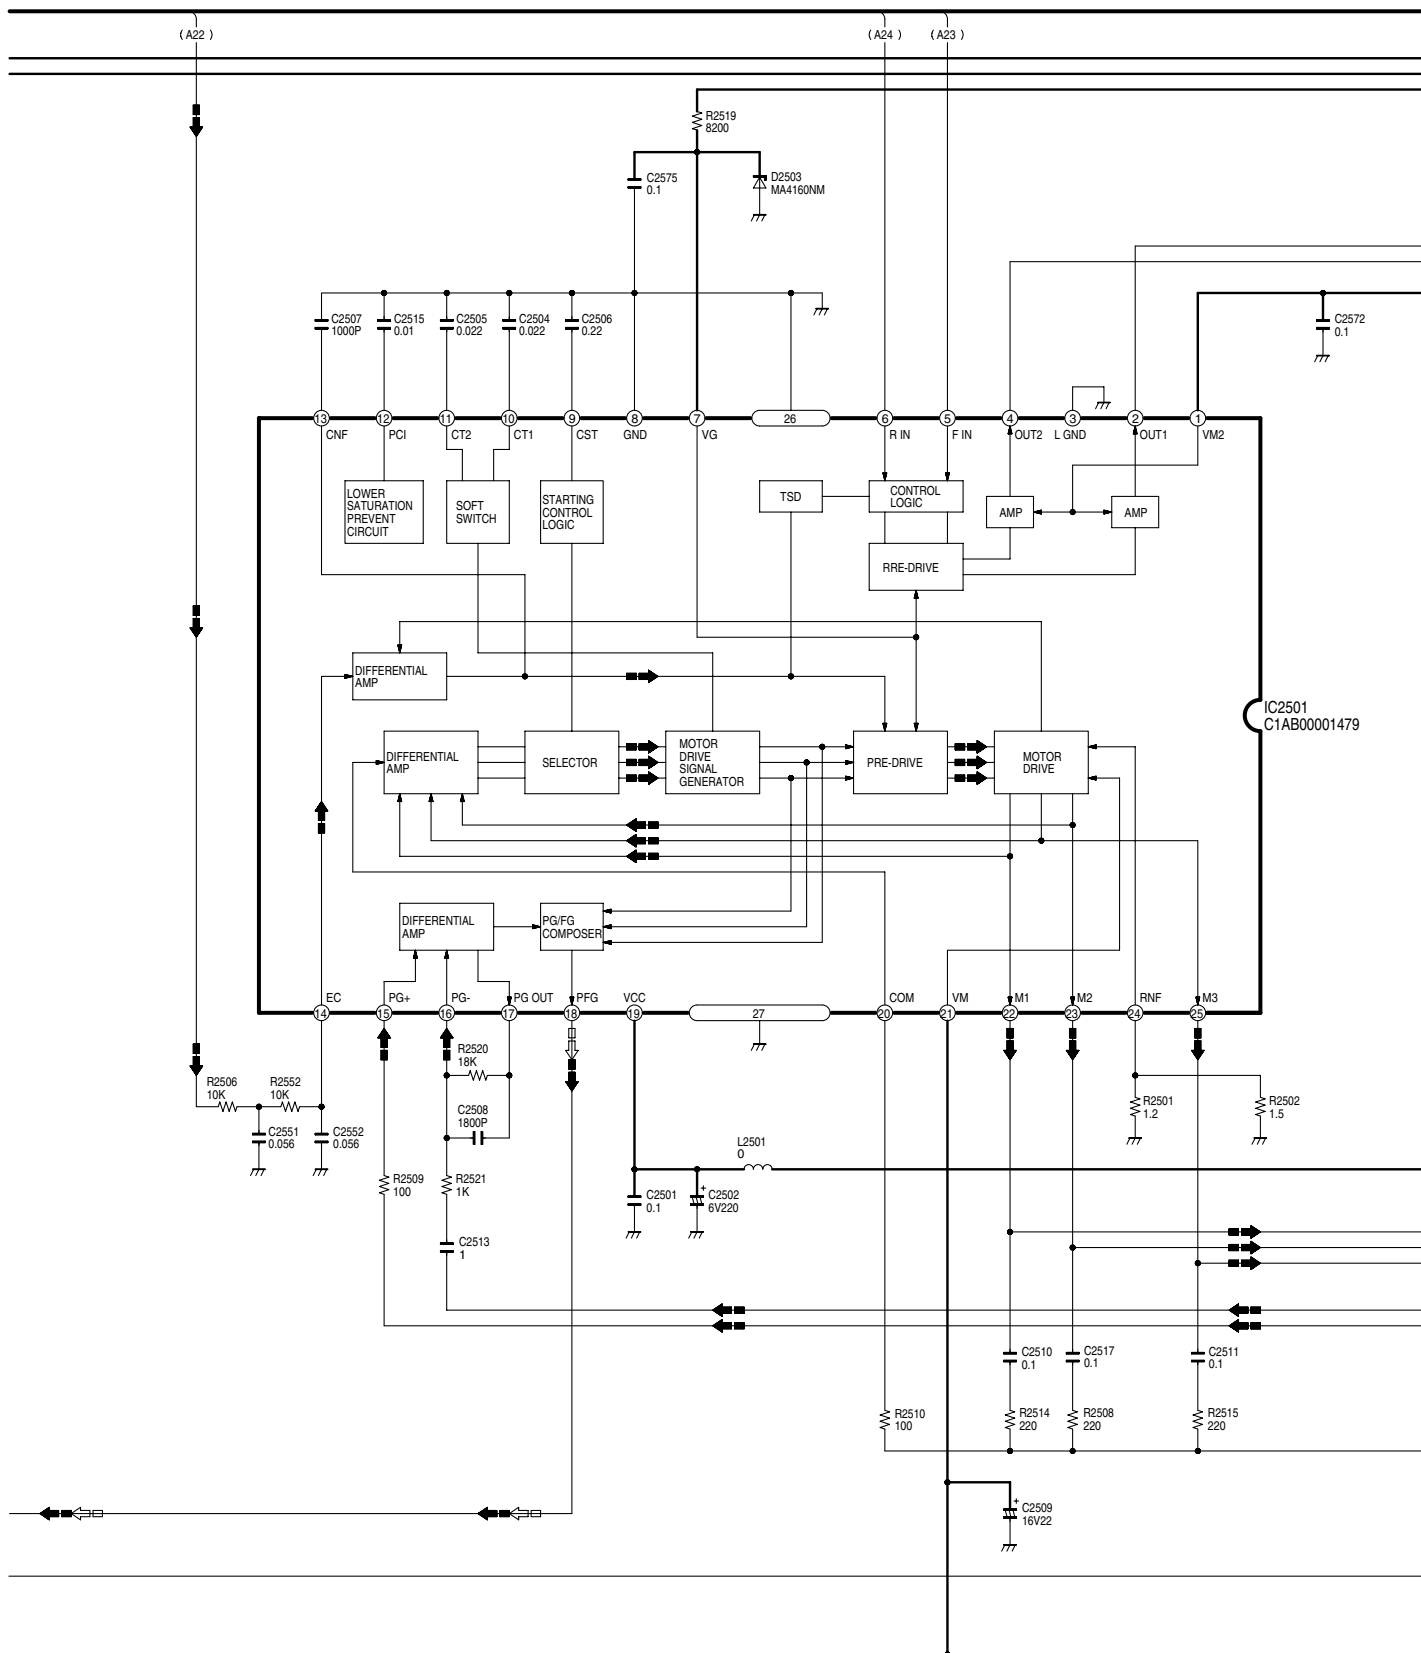 (A22)
(A24)
(A23)
R2519
8200
C2575
0.1
D2503
MA4160NM
C2507
1000P
C2515
0.01
C2505
0.022
C2504
0.022
C2506
0.22
C2572
0.1
13
12
11
10
9
8
7
26
6
5
4
3
2
1
CNF
PCI
CT2
CT1
CST
GND
VG
R IN
F IN
OUT2
L GND
OUT1
VM2
LOWER
SATURATION
PREVENT
CIRCUIT
SOFT
SWITCH
STARTING
CONTROL
LOGIC
TSD
CONTROL
LOGIC
AMP
AMP
RRE-DRIVE
DIFFERENTIAL
AMP
IC2501
C1AB00001479
DIFFERENTIAL
AMP
SELECTOR
MOTOR
DRIVE
SIGNAL
GENERATOR
PRE-DRIVE
MOTOR
DRIVE
DIFFERENTIAL
AMP
PG/FG
COMPOSER
EC
PG+
PG-
PG OUT
PFG
VCC
COM
VM
M1
M2
RNF
M3
14
15
16
17
18
19
27
20
21
22
23
24
25
R2520
18K
R2506
10K
R2552
10K
C2508
1800P
C2551
0.056
C2552
0.056
R2501
1.2
R2502
1.5
L2501
0
R2509
100
R2521
1K
C2501
0.1
+
C2502
6V220
C2513
1
C2510
0.1
C2517
0.1
C2511
0.1
R2510
100
R2514
220
R2508
220
R2515
220
+
C2509
16V22